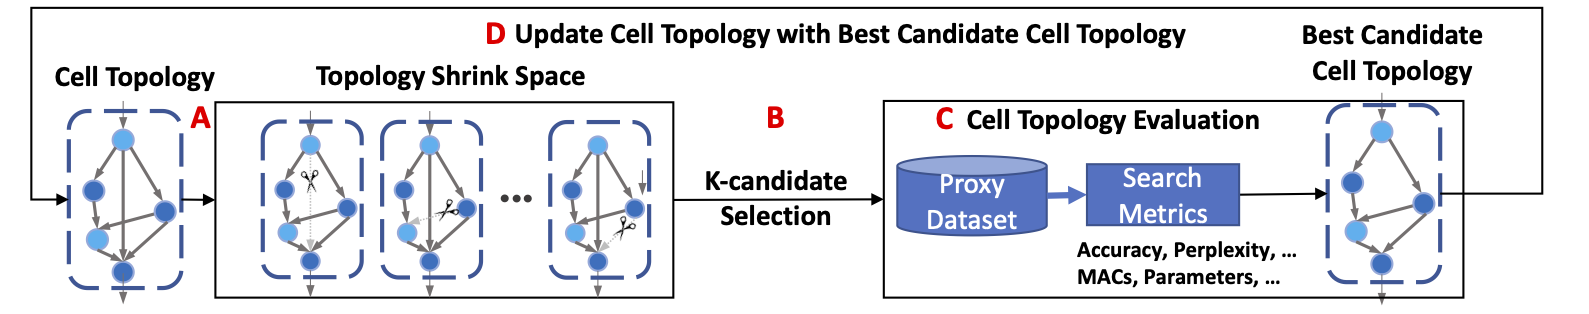 D Update Cell Topology with Best Candidate Cell Topology
Best Candidate
Cell Topology
Cell Topology
Topology Shrink Space
A
B
K-candidate
Selection
C Cell Topology Evaluation
Proxy
Dataset
Search
Metrics
Accuracy, Perplexity, ...
MACs, Parameters, ...